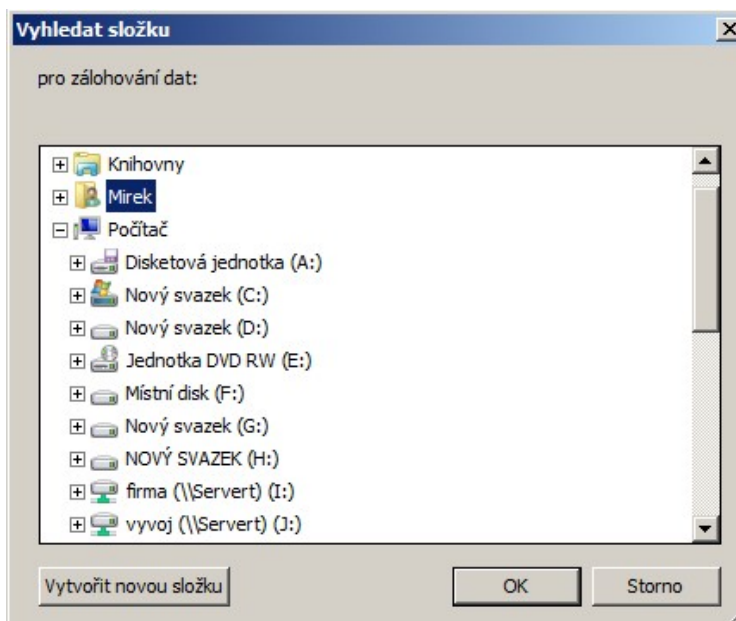 Vyhledat složku
pro zálohování dat:
Knihovny
Mirek
Počítač
Disketová jednotka (A:)
Nový svazek (C:)
Nový svazek (D:)
Jednotka DVD RW (E:)
Místní disk (F:)
Nový svazek (G:)
NOVÝ SVAZEK (H:)
firma (\\Servert) (I:)
vyvoj (\\Servert) (J:)
Vytvořit novou složku OK Storno